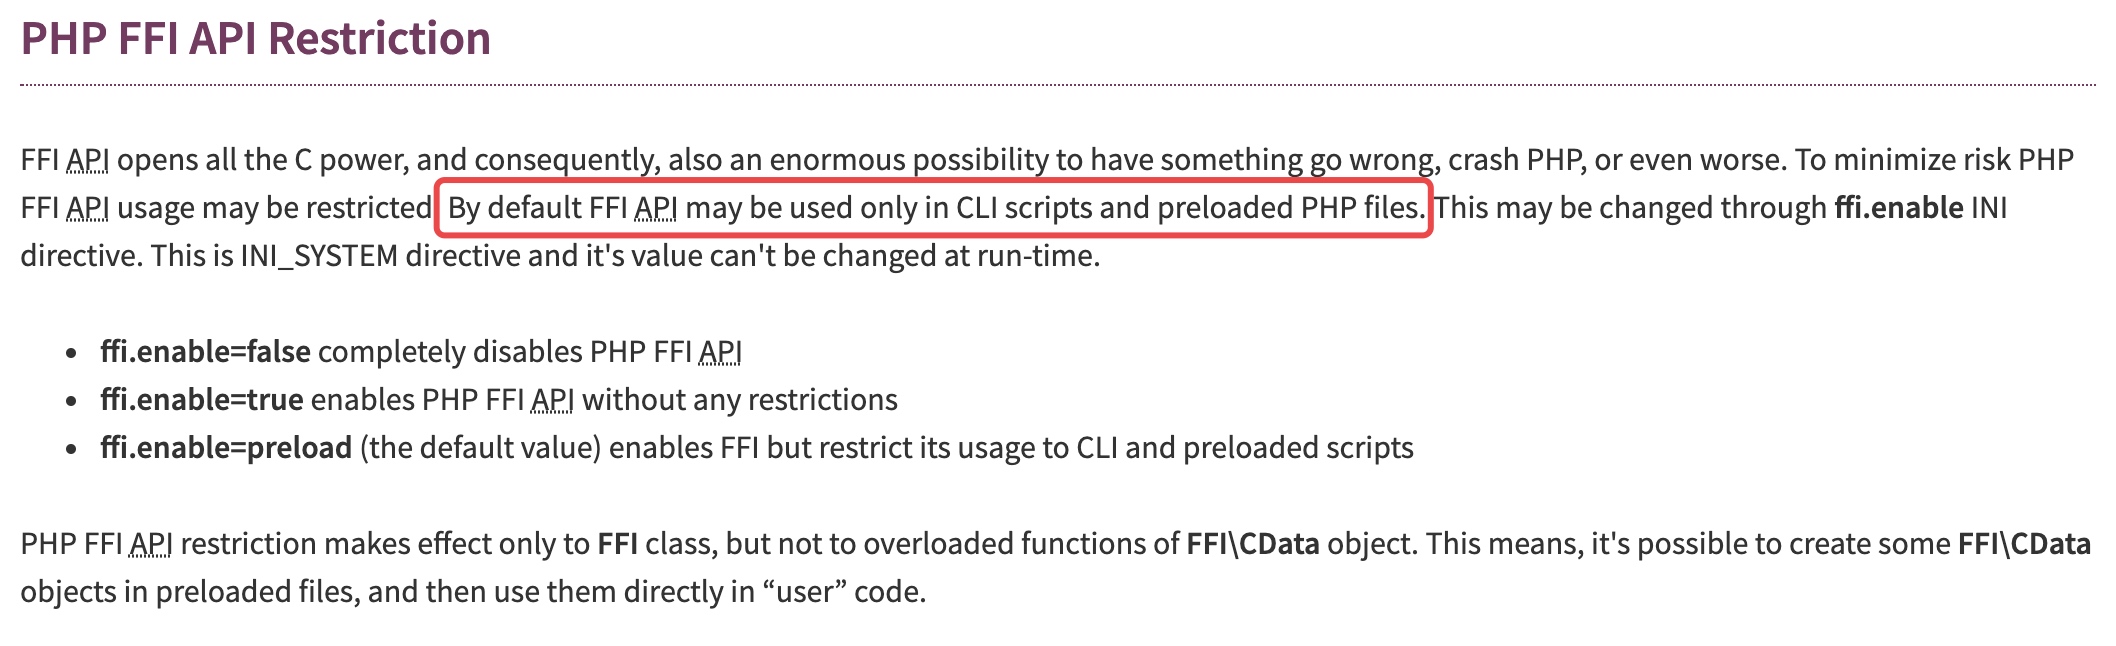 PHP FFI API Restriction
FFI API opens all the C power, and consequently, also an enormous possibility to have something go wrong, crash PHP, or even worse. To minimize risk PHP
FFI API usage may be restricted. By default FFI API may be used only in CLI scripts and preloaded PHP files. This may be changed through ffi.enable INI
directive. This is INI_SYSTEM directive and it's value can't be changed at run-time.
• ffi.enable=false completely disables PHP FFI API
• ffi.enable=true enables PHP FFI API without any restrictions
• ffi.enable=preload (the default value) enables FFI but restrict its usage to CLI and preloaded scripts
PHP FFI API restriction makes effect only to FFI class, but not to overloaded functions of FFI\CData object. This means, it's possible to create some FFI\CData
objects in preloaded files, and then use them directly in “user” code.